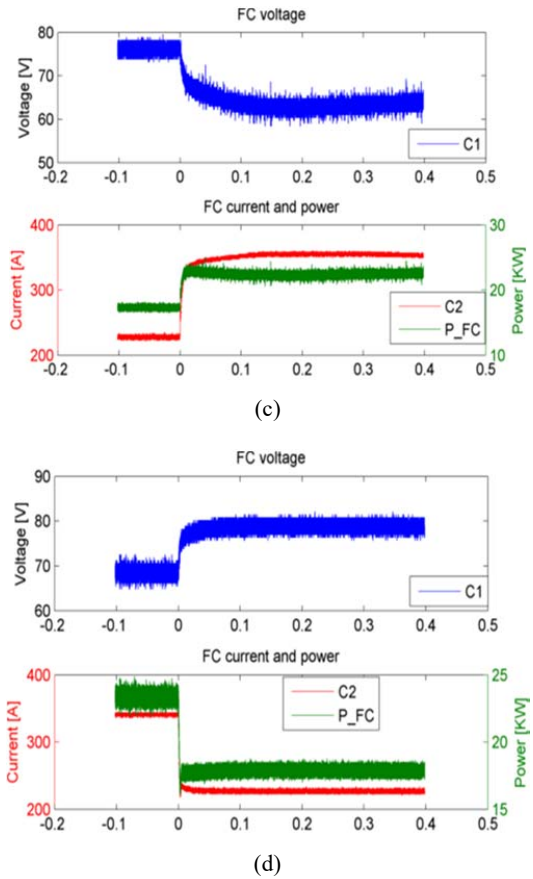 FC voltage
80
70
60
50
Voltage [V]
C1
-0.2 -0.1 0 0.1 0.2 0.3 0.4 0.5
FC current and power
400
300
200
Current [A]
30
20
10
Power [KW]
C2
P_FC
-0.2 -0.1 0 0.1 0.2 0.3 0.4 0.5
(c)
FC voltage
90
80
70
60
Voltage [V]
C1
-0.2 -0.1 0 0.1 0.2 0.3 0.4 0.5
FC current and power
400
300
200
Current [A]
25
20
15
Power [KW]
C2
P_FC
-0.2 -0.1 0 0.1 0.2 0.3 0.4 0.5
(d)